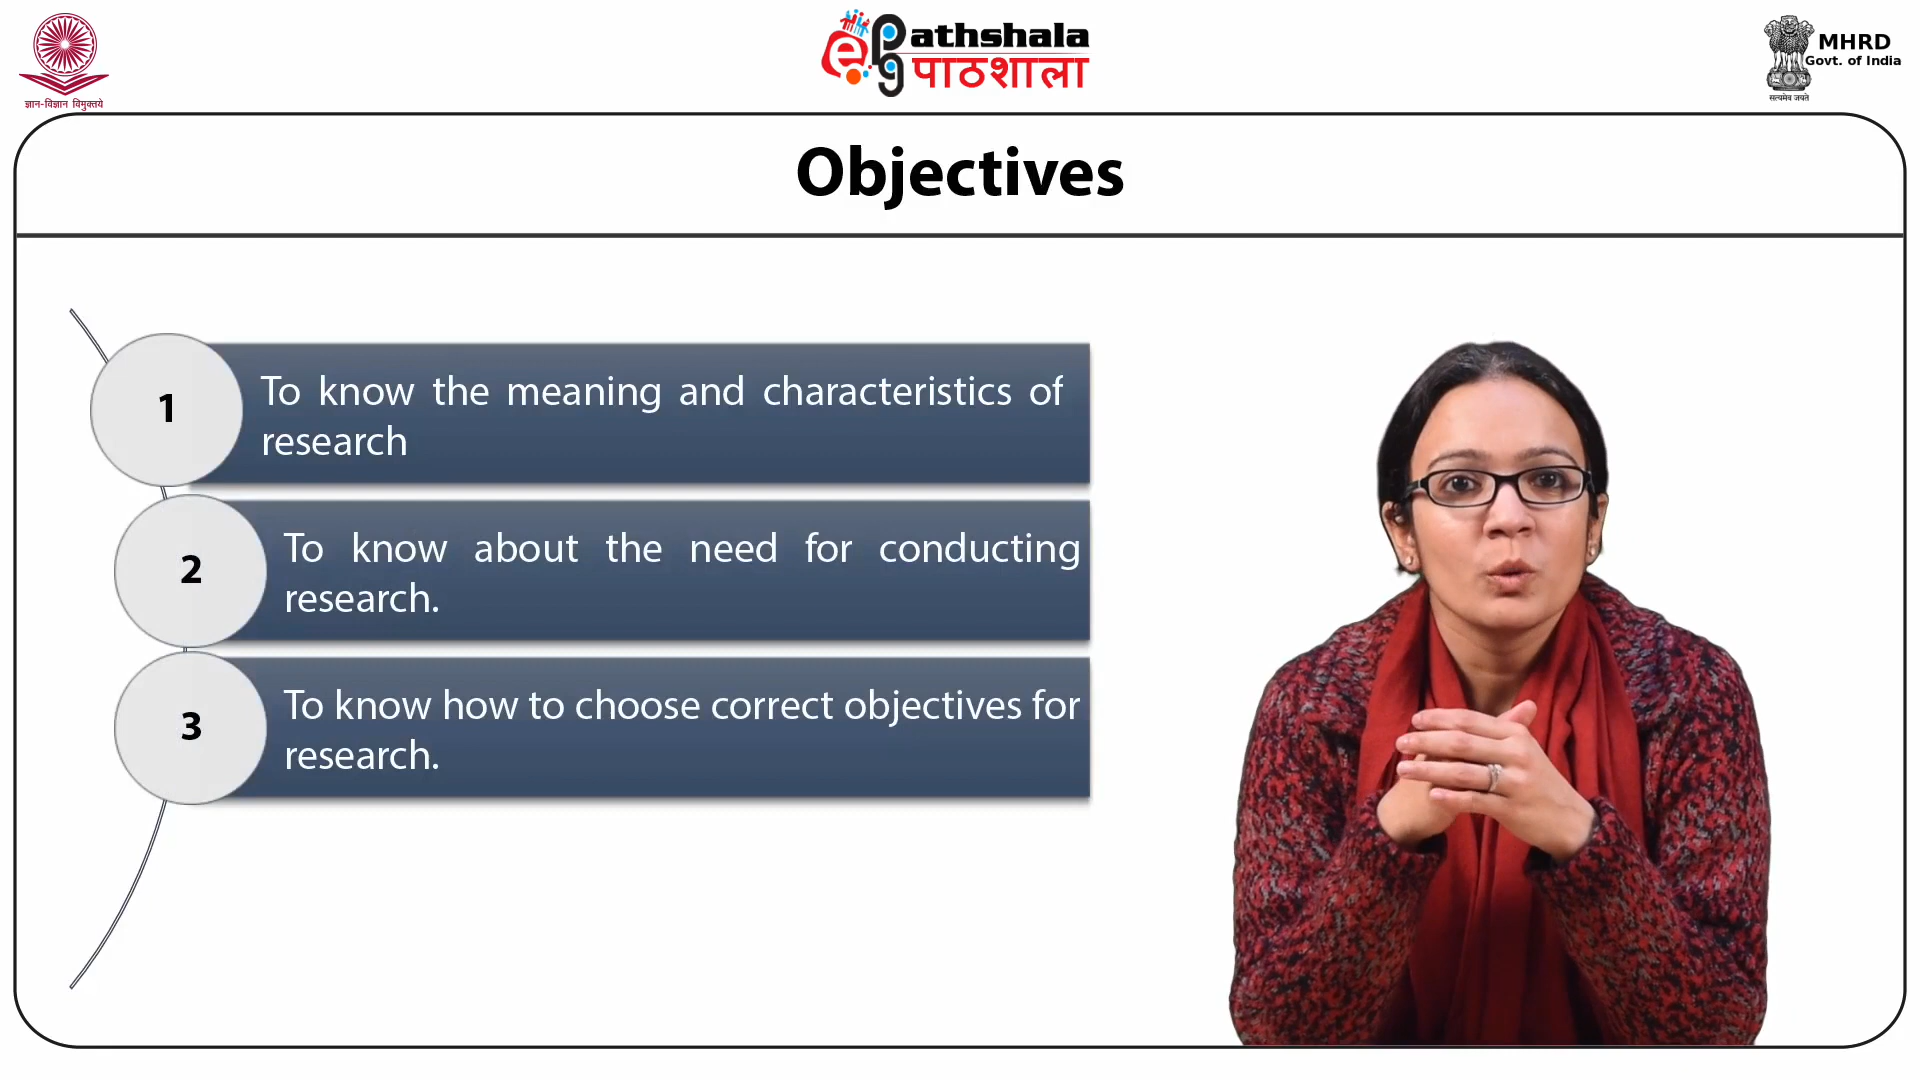 ज्ञान-विज्ञान विमुक्तये
e PG athshala
पाठशाला
MHRD
Govt. of India
सत्यमेव जयते
Objectives
1
To know the meaning and characteristics of
research
2
To know about the need for conducting
research.
3
To know how to choose correct objectives for
research.